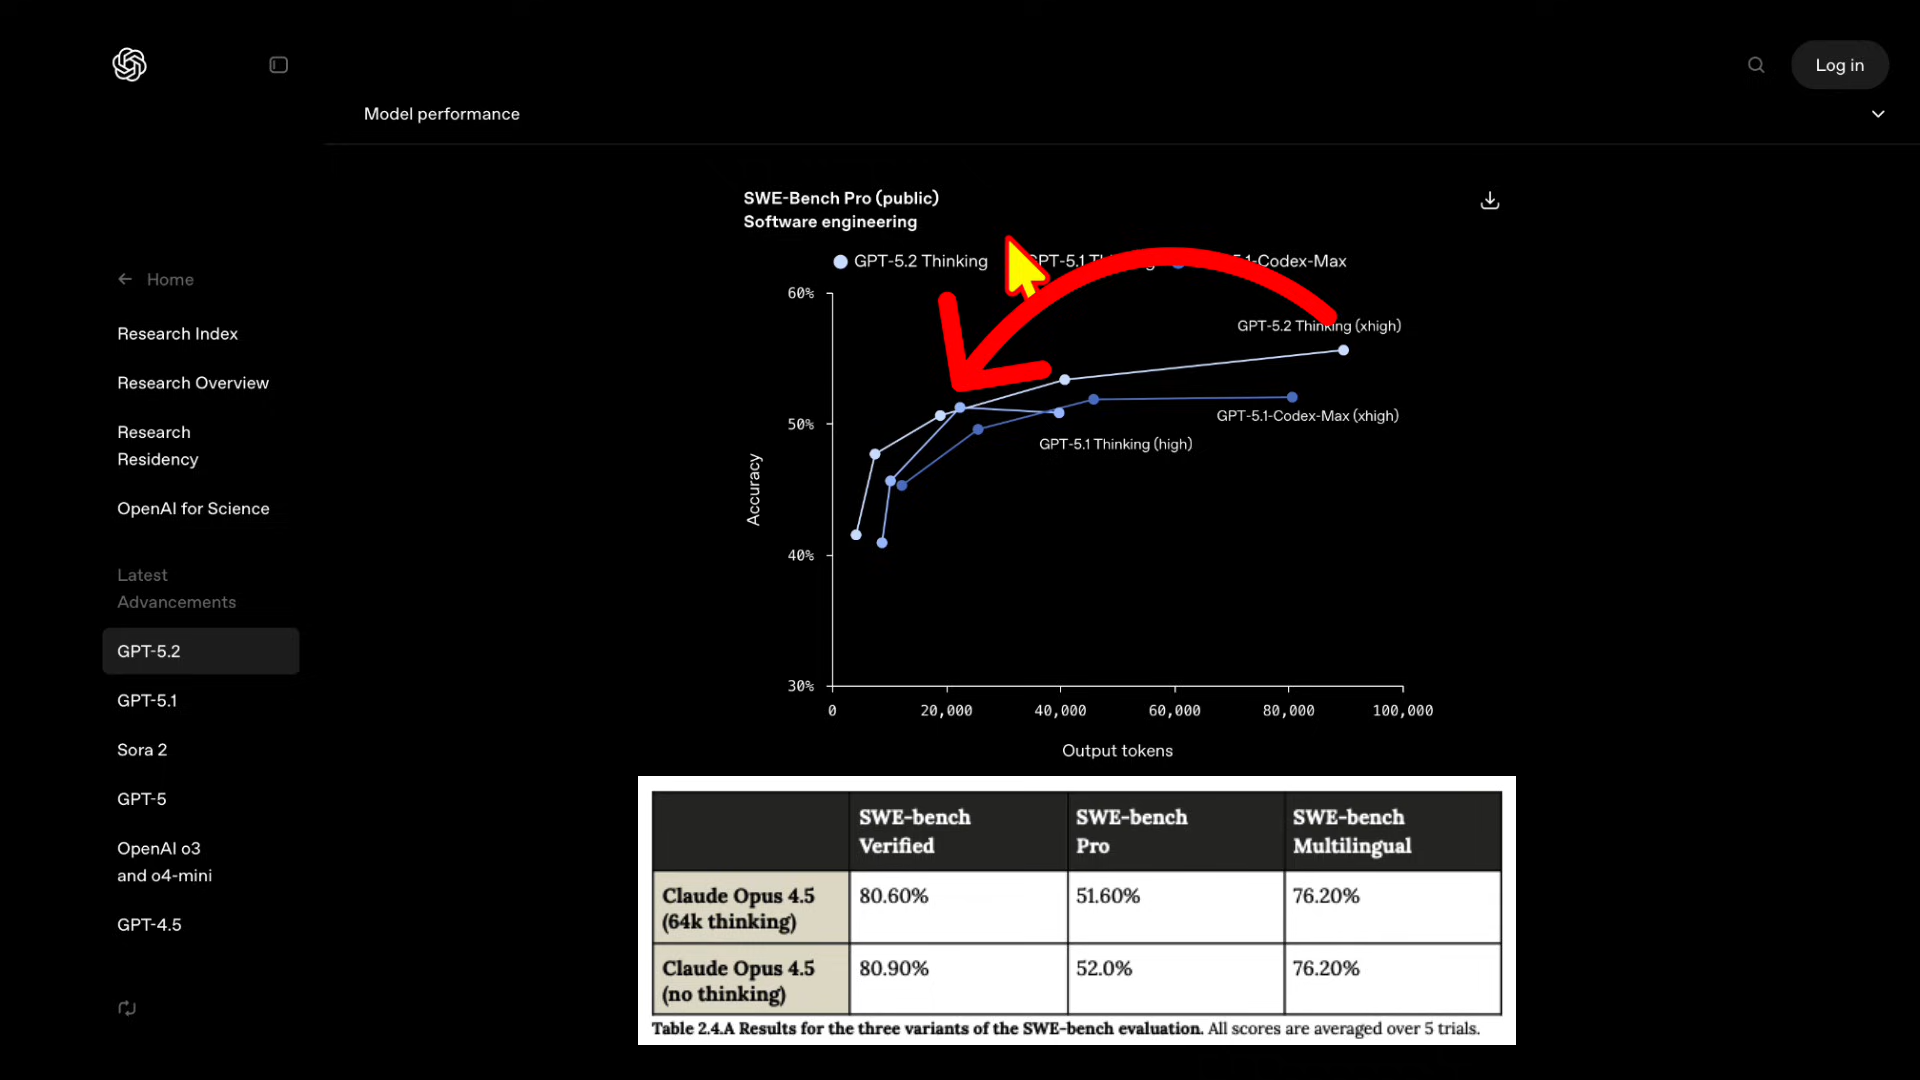 Log in
Model performance
SWE-Bench Pro (public)
Software engineering
GPT-5.2 Thinking
GPT-5.1
-Codex-Max
Home
Research Index
Research Overview
Research
Residency
OpenAI for Science
Latest
Advancements
GPT-5.2
GPT-5.1
Sora 2
GPT-5
OpenAI o3
and o4-mini
GPT-4.5
60%
50%
40%
30%
Accuracy
GPT-5.2 Thinking (xhigh)
GPT-5.1-Codex-Max (xhigh)
GPT-5.1 Thinking (high)
0 20,000 40,000 60,000 80,000 100,000
Output tokens
SWE-bench Verified SWE-bench Pro SWE-bench Multilingual
Claude Opus 4.5 (64k thinking) 80.60% 51.60% 76.20%
Claude Opus 4.5 (no thinking) 80.90% 52.0% 76.20%
Table 2.4.A Results for the three variants of the SWE-bench evaluation. All scores are averaged over 5 trials.